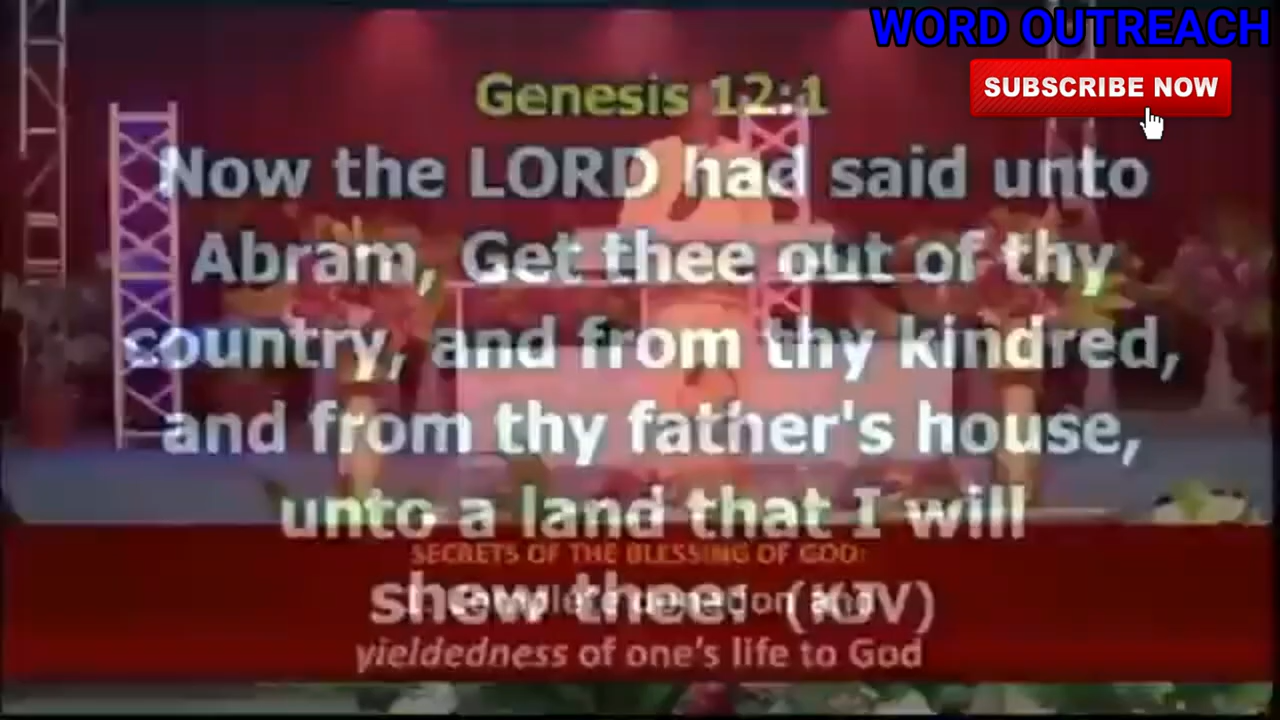 WORD OUTREACH
SUBSCRIBE NOW
Genesis 12:1
Now the LORD had said unto
Abram, Get thee out of thy
country, and from thy kindred,
and from thy father's house,
unto a land that I will
SECRETS OF THE BLESSING OF GOD:
shew thee: (KJV)
yieldedness of one's life to God